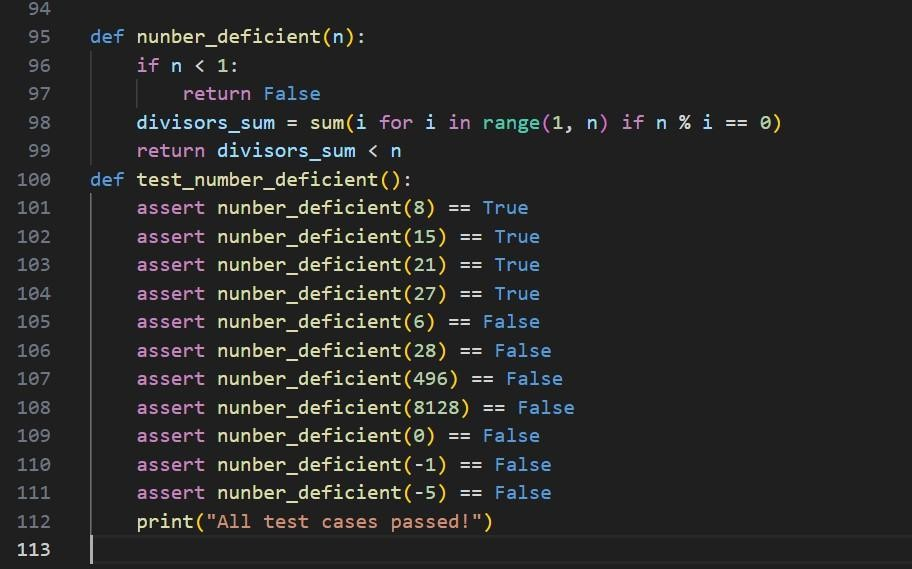 94
95 def nunber_deficient(n):
96     if n < 1:
97         return False
98     divisors_sum = sum(i for i in range(1, n) if n % i == 0)
99     return divisors_sum < n
100 def test_number_deficient():
101     assert nunber_deficient(8) == True
102     assert nunber_deficient(15) == True
103     assert nunber_deficient(21) == True
104     assert nunber_deficient(27) == True
105     assert nunber_deficient(6) == False
106     assert nunber_deficient(28) == False
107     assert nunber_deficient(496) == False
108     assert nunber_deficient(8128) == False
109     assert nunber_deficient(0) == False
110     assert nunber_deficient(-1) == False
111     assert nunber_deficient(-5) == False
112     print("All test cases passed!")
113